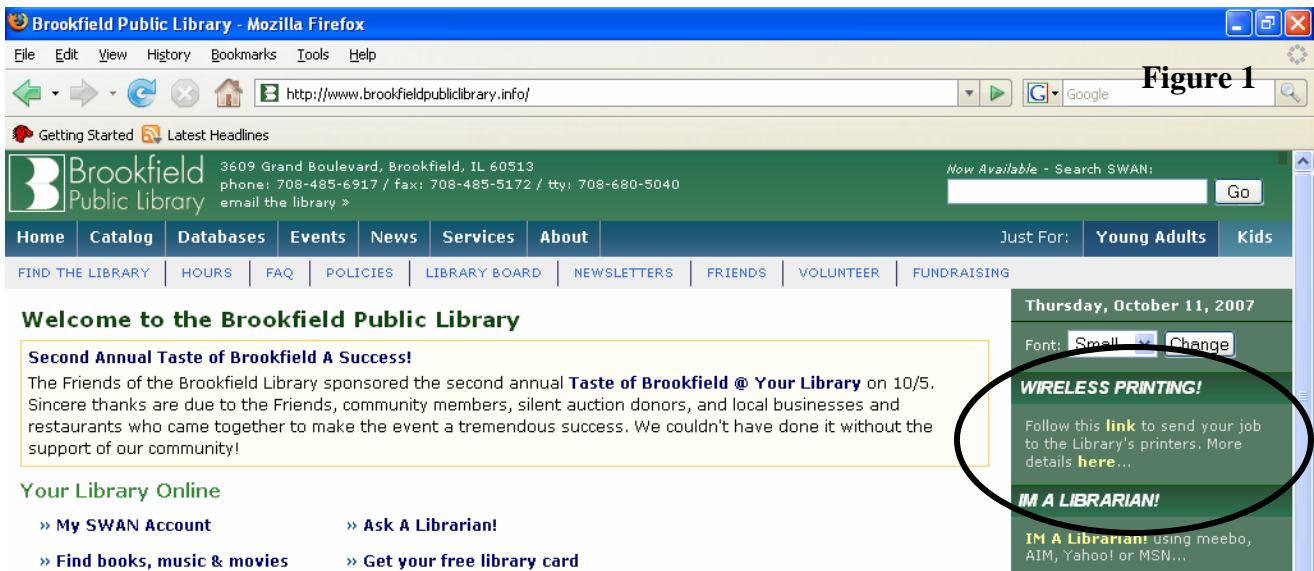 Brookfield Public Library - Mozilla Firefox
File Edit View History Bookmarks Tools Help
Figure 1
http://www.brookfieldpubliclibrary.info/
G Google
Getting Started Latest Headlines
Brookfield
Public Library
3609 Grand Boulevard, Brookfield, IL 60513
phone: 708-485-6917 / fax: 708-485-5172 / tty: 708-680-5040
email the library »
Now Available - Search SWAN:
Go
Home Catalog Databases Events News Services About Just For: Young Adults Kids
FIND THE LIBRARY HOURS FAQ POLICIES LIBRARY BOARD NEWSLETTERS FRIENDS VOLUNTEER FUNDRAISING
Welcome to the Brookfield Public Library
Second Annual Taste of Brookfield A Success!
The Friends of the Brookfield Library sponsored the second annual Taste of Brookfield @ Your Library on 10/5.
Sincere thanks are due to the Friends, community members, silent auction donors, and local businesses and
restaurants who came together to make the event a tremendous success. We couldn't have done it without the
support of our community!
Your Library Online
» My SWAN Account » Ask A Librarian!
» Find books, music & movies » Get your free library card
Thursday, October 11, 2007
Font: Small Change
WIRELESS PRINTING!
Follow this link to send your job
to the Library's printers. More
details here...
IM A LIBRARIAN!
IM A Librarian! using meebo,
AIM, Yahoo! or MSN...